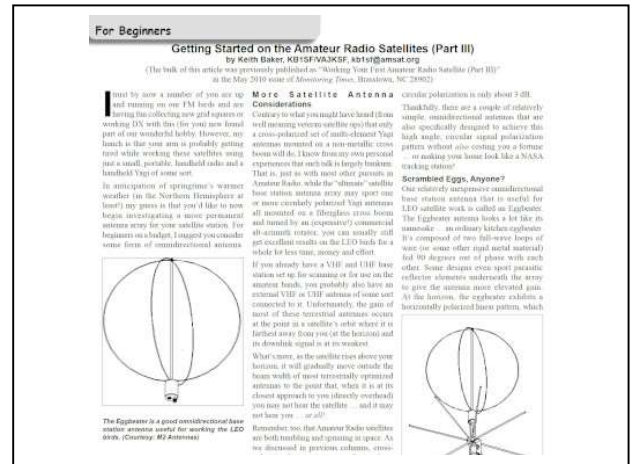 For Beginners
Getting Started on the Amateur Radio Satellites (Part III)
by Keith Baker, KB1SF/VA3KSF, kb1sf@amsat.org
(The bulk of this article was previously published as "Working Your First Amateur Radio Satellite (Part III)"
in the May 2010 issue of Monitoring Times, Brasstown, NC 28902)
I trust by now a number of you are up
and running on our FM birds and are
having fun collecting new grid squares or
working DX with this (for you) new found
part of our wonderful hobby. However, my
hunch is that your arm is probably getting
tired while working these satellites using
just a small, portable, handheld radio and a
handheld Yagi of some sort.
In anticipation of springtime's warmer
weather (in the Northern Hemisphere at
least!) my guess is that you'd like to now
begin investigating a more permanent
antenna array for your satellite station. For
beginners on a budget, I suggest you consider
some form of omnidirectional antenna.
The Eggbeater is a good omnidirectional base
station antenna useful for working the LEO
birds. (Courtesy: M2 Antennas)
More Satellite Antenna
Considerations
Contrary to what you might have heard (from
well meaning veteran satellite ops) that only
a cross-polarized set of multi-element Yagi
antennas mounted on a non-metallic cross
boom will do, I know from my own personal
experiences that such talk is largely bunkum.
That is, just as with most other pursuits in
Amateur Radio, while the "ultimate" satellite
base station antenna array may sport one
or more circularly polarized Yagi antennas
all mounted on a fiberglass cross boom
and turned by an (expensive!) commercial
alt-azimuth rotator, you can usually still
get excellent results on the LEO birds for a
whole lot less time, money and effort.
If you already have a VHF and UHF base
station set up for scanning or for use on the
amateur bands, you probably also have an
external VHF or UHF antenna of some sort
connected to it. Unfortunately, the gain of
most of these terrestrial antennas occurs
at the point in a satellite's orbit where it is
farthest away from you (at the horizon) and
its downlink signal is at its weakest.
What's more, as the satellite rises above your
horizon, it will gradually move outside the
beam width of most terrestrially optimized
antennas to the point that, when it is at its
closest approach to you (directly overhead)
you may not hear the satellite ... and it may
not hear you ... at all!
Remember, too, that Amateur Radio satellites
are both tumbling and spinning in space. As
we discussed in previous columns, cross-
circular polarization is only about 3 dB.
Thankfully, there are a couple of relatively
simple, omnidirectional antennas that are
also specifically designed to achieve this
high angle, circular signal polarization
pattern without also costing you a fortune
... or making your home look like a NASA
tracking station!
Scrambled Eggs, Anyone?
One relatively inexpensive omnidirectional
base station antenna that is useful for
LEO satellite work is called an Eggbeater.
The Eggbeater antenna looks a lot like its
namesake ... an ordinary kitchen eggbeater.
It's composed of two full-wave loops of
wire (or some other rigid metal material)
fed 90 degrees out of phase with each
other. Some designs even sport parasitic
reflector elements underneath the array
to give the antenna more elevated gain.
At the horizon, the eggbeater exhibits a
horizontally polarized linear pattern, which